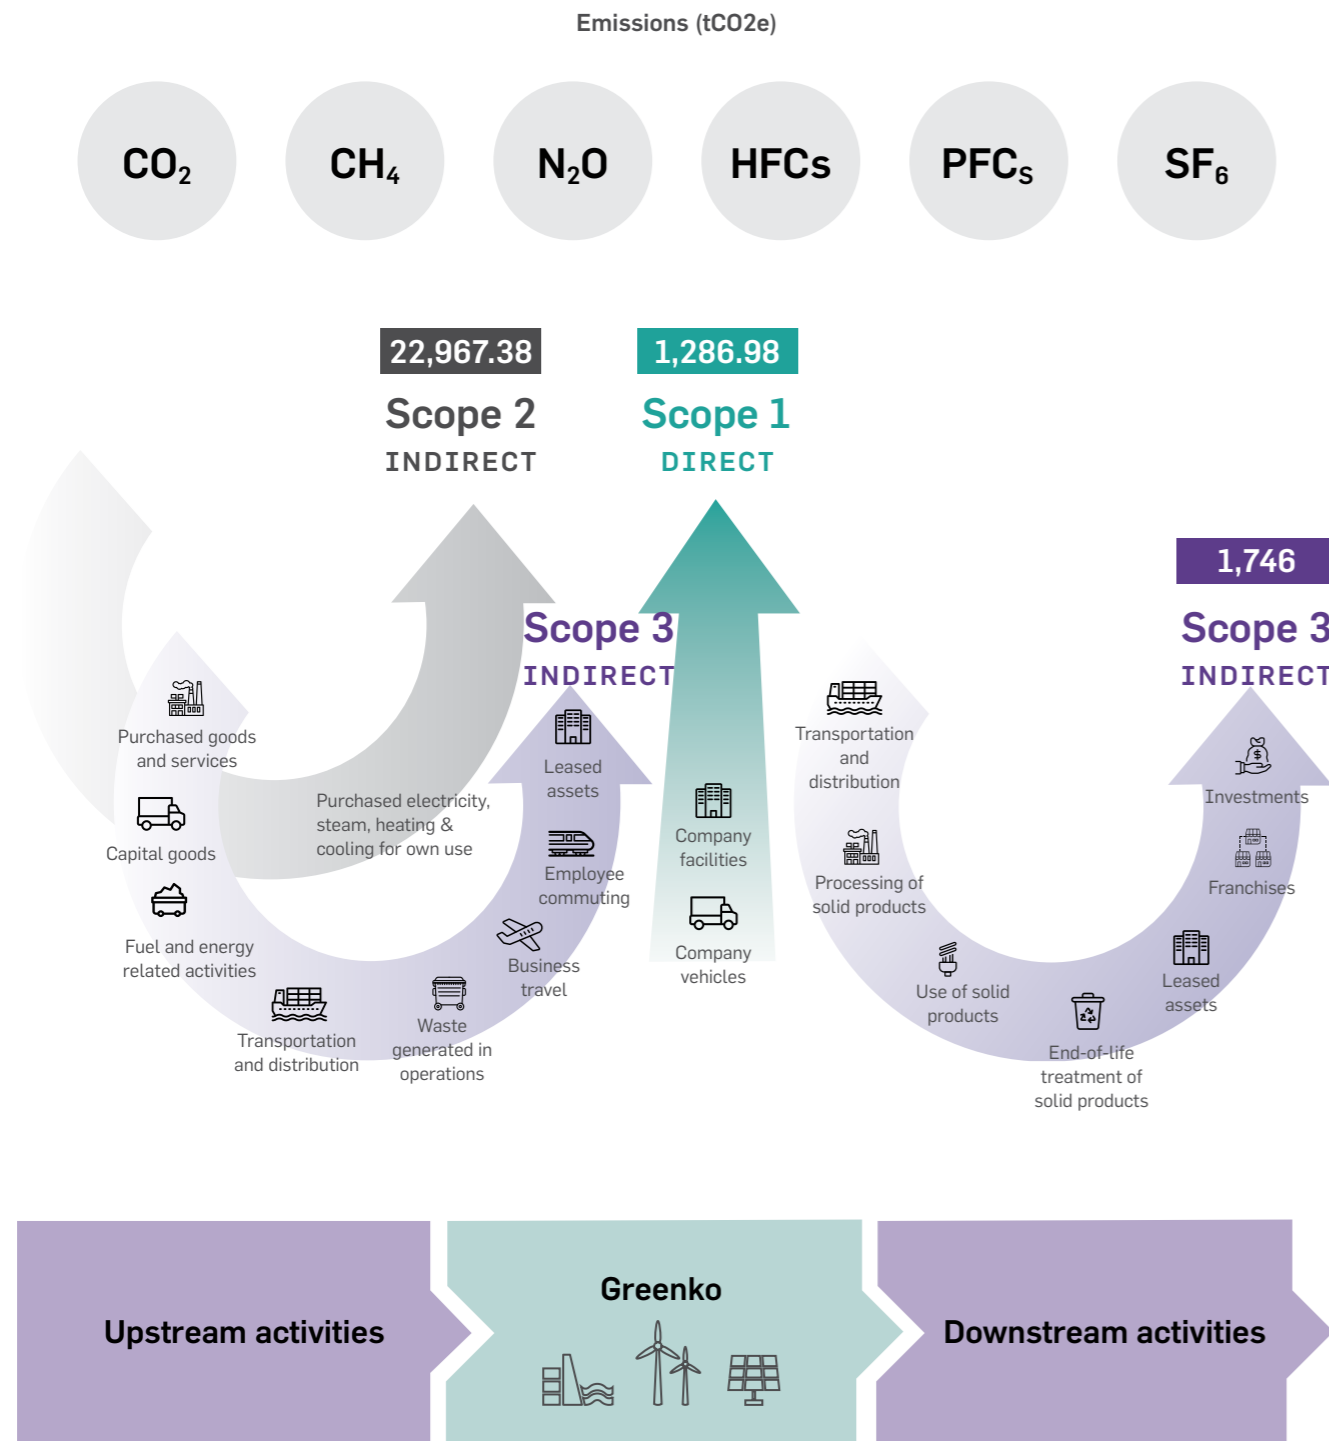 Emissions (tCO2e)
CO₂
CH₄
N₂O
HFCs
PFCS
SF₆
22,967.38
Scope 2
INDIRECT
1,286.98
Scope 1
DIRECT
1,746
Scope 3
INDIRECT
Scope 3
INDIRECT
Purchased goods
and services
Capital goods
Fuel and energy
related activities
Transportation
and distribution
Waste
generated in
operations
Business
travel
Employee
commuting
Leased
assets
Purchased electricity,
steam, heating &
cooling for own use
Company
facilities
Company
vehicles
Transportation
and
distribution
Processing of
solid products
Use of solid
products
End-of-life
treatment of
solid products
Leased
assets
Franchises
Investments
$
Upstream activities
Greenko
Downstream activities